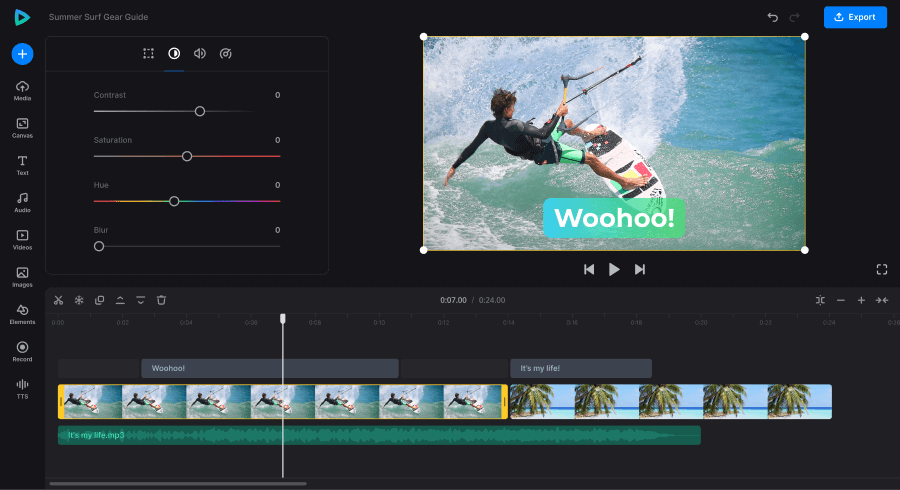 Summer Surf Gear Guide
Export
Media
Canvas
Text
Audio
Videos
Images
Elements
Record
TTS
Contrast
0
Saturation
0
Hue
0
Blur
0
Woohoo!
0:07.00 / 0:24.00
0:00 0:02 0:04 0:06 0:08 0:10 0:12 0:14 0:16 0:18 0:20 0:22 0:24
Woohoo! It's my life!
It's my life.mp3